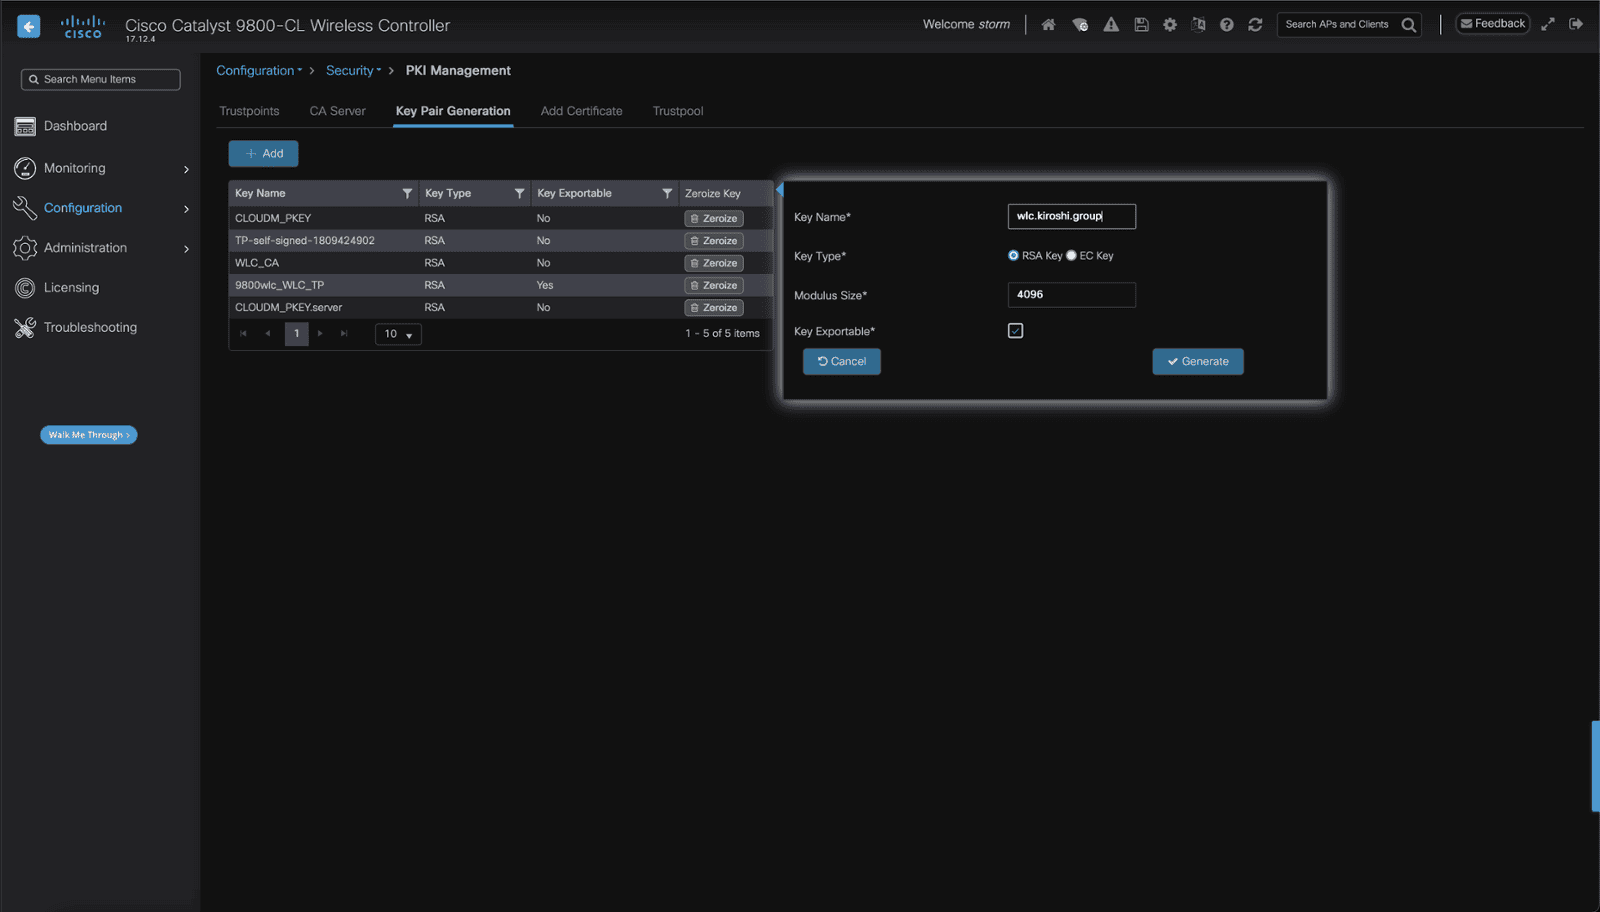 CISCO
Cisco Catalyst 9800-CL Wireless Controller
17.12.4
Welcome storm
Search APs and Clients
Feedback
Search Menu Items
Dashboard
Monitoring
Configuration
Administration
Licensing
Troubleshooting
Walk Me Through >
Configuration > Security > PKI Management
Trustpoints CA Server Key Pair Generation Add Certificate Trustpool
+ Add
Key Name Key Type Key Exportable Zeroize Key
CLOUDM_PKEY RSA No Zeroize
TP-self-signed-1809424902 RSA No Zeroize
WLC_CA RSA No Zeroize
9800wlc_WLC_TP RSA Yes Zeroize
CLOUDM_PKEY.server RSA No Zeroize
1 10 1 - 5 of 5 items
Key Name* wlc.kiroshi.group
Key Type* RSA Key EC Key
Modulus Size* 4096
Key Exportable*
Cancel Generate